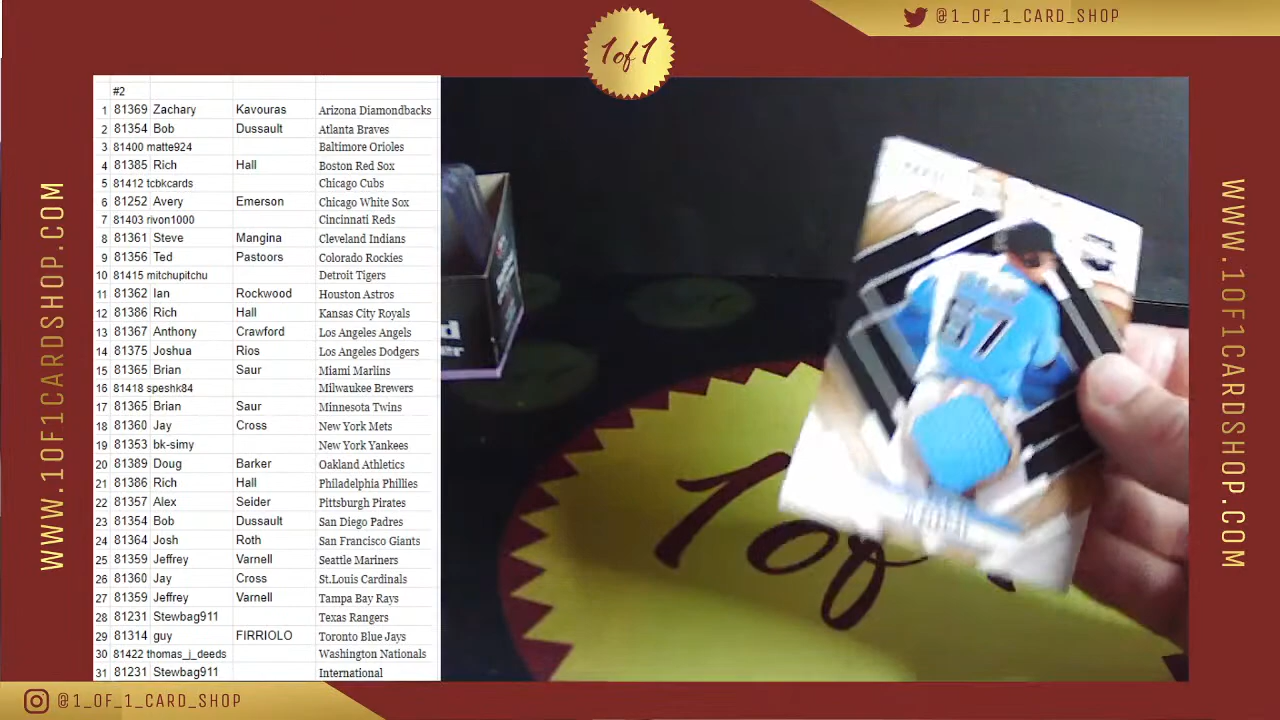 @1_OF_1_CARD_SHOP
1of1
#2
1 81369 Zachary Kavouras Arizona Diamondbacks
2 81354 Bob Dussault Atlanta Braves
3 81400 matte924 Baltimore Orioles
4 81385 Rich Hall Boston Red Sox
5 81412 tcbkcards Chicago Cubs
6 81252 Avery Emerson Chicago White Sox
7 81403 rivon1000 Cincinnati Reds
8 81361 Steve Mangina Cleveland Indians
9 81356 Ted Pastoors Colorado Rockies
10 81415 mitchupitchu Detroit Tigers
11 81362 Ian Rockwood Houston Astros
12 81386 Rich Hall Kansas City Royals
13 81367 Anthony Crawford Los Angeles Angels
14 81375 Joshua Rios Los Angeles Dodgers
15 81365 Brian Saur Miami Marlins
16 81418 speshk84 Milwaukee Brewers
17 81365 Brian Saur Minnesota Twins
18 81360 Jay Cross New York Mets
19 81353 bk-simy New York Yankees
20 81389 Doug Barker Oakland Athletics
21 81386 Rich Hall Philadelphia Phillies
22 81357 Alex Seider Pittsburgh Pirates
23 81354 Bob Dussault San Diego Padres
24 81364 Josh Roth San Francisco Giants
25 81359 Jeffrey Varnell Seattle Mariners
26 81360 Jay Cross St.Louis Cardinals
27 81359 Jeffrey Varnell Tampa Bay Rays
28 81231 Stewbag911 Texas Rangers
29 81314 guy FIRRIOLO Toronto Blue Jays
30 81422 thomas_j_deeds Washington Nationals
31 81231 Stewbag911 International
WWW.1OF1CARDSHOP.COM
WWW.1OF1CARDSHOP.COM
67
1 of
@1_OF_1_CARD_SHOP